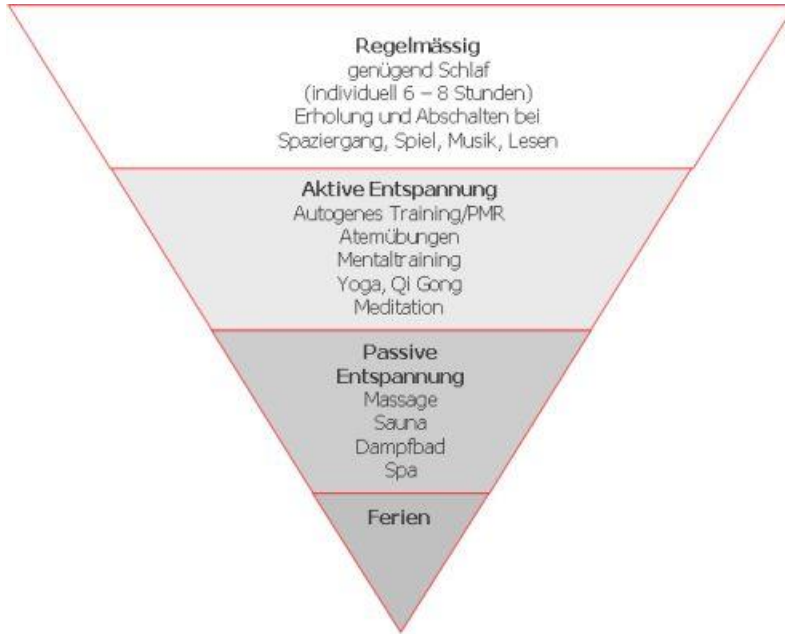 Regelmässig
genügend Schlaf
(individuell 6 – 8 Stunden)
Erholung und Abschalten bei
Spaziergang, Spiel, Musik, Lesen
Aktive Entspannung
Autogenes Training/PMR
Atemübungen
Mentaltraining
Yoga, Qi Gong
Meditation
Passive
Entspannung
Massage
Sauna
Dampfbad
Spa
Ferien